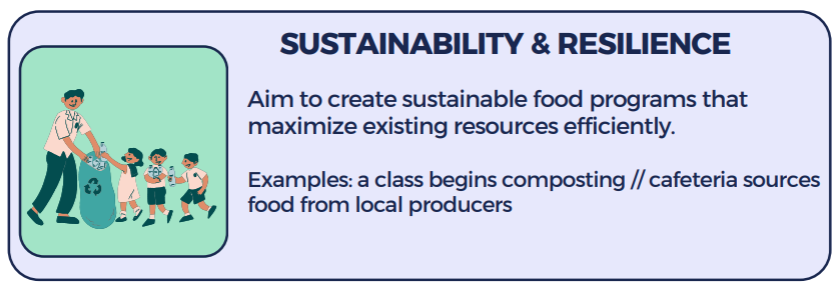 SUSTAINABILITY & RESILIENCE
Aim to create sustainable food programs that
maximize existing resources efficiently.
Examples: a class begins composting // cafeteria sources
food from local producers